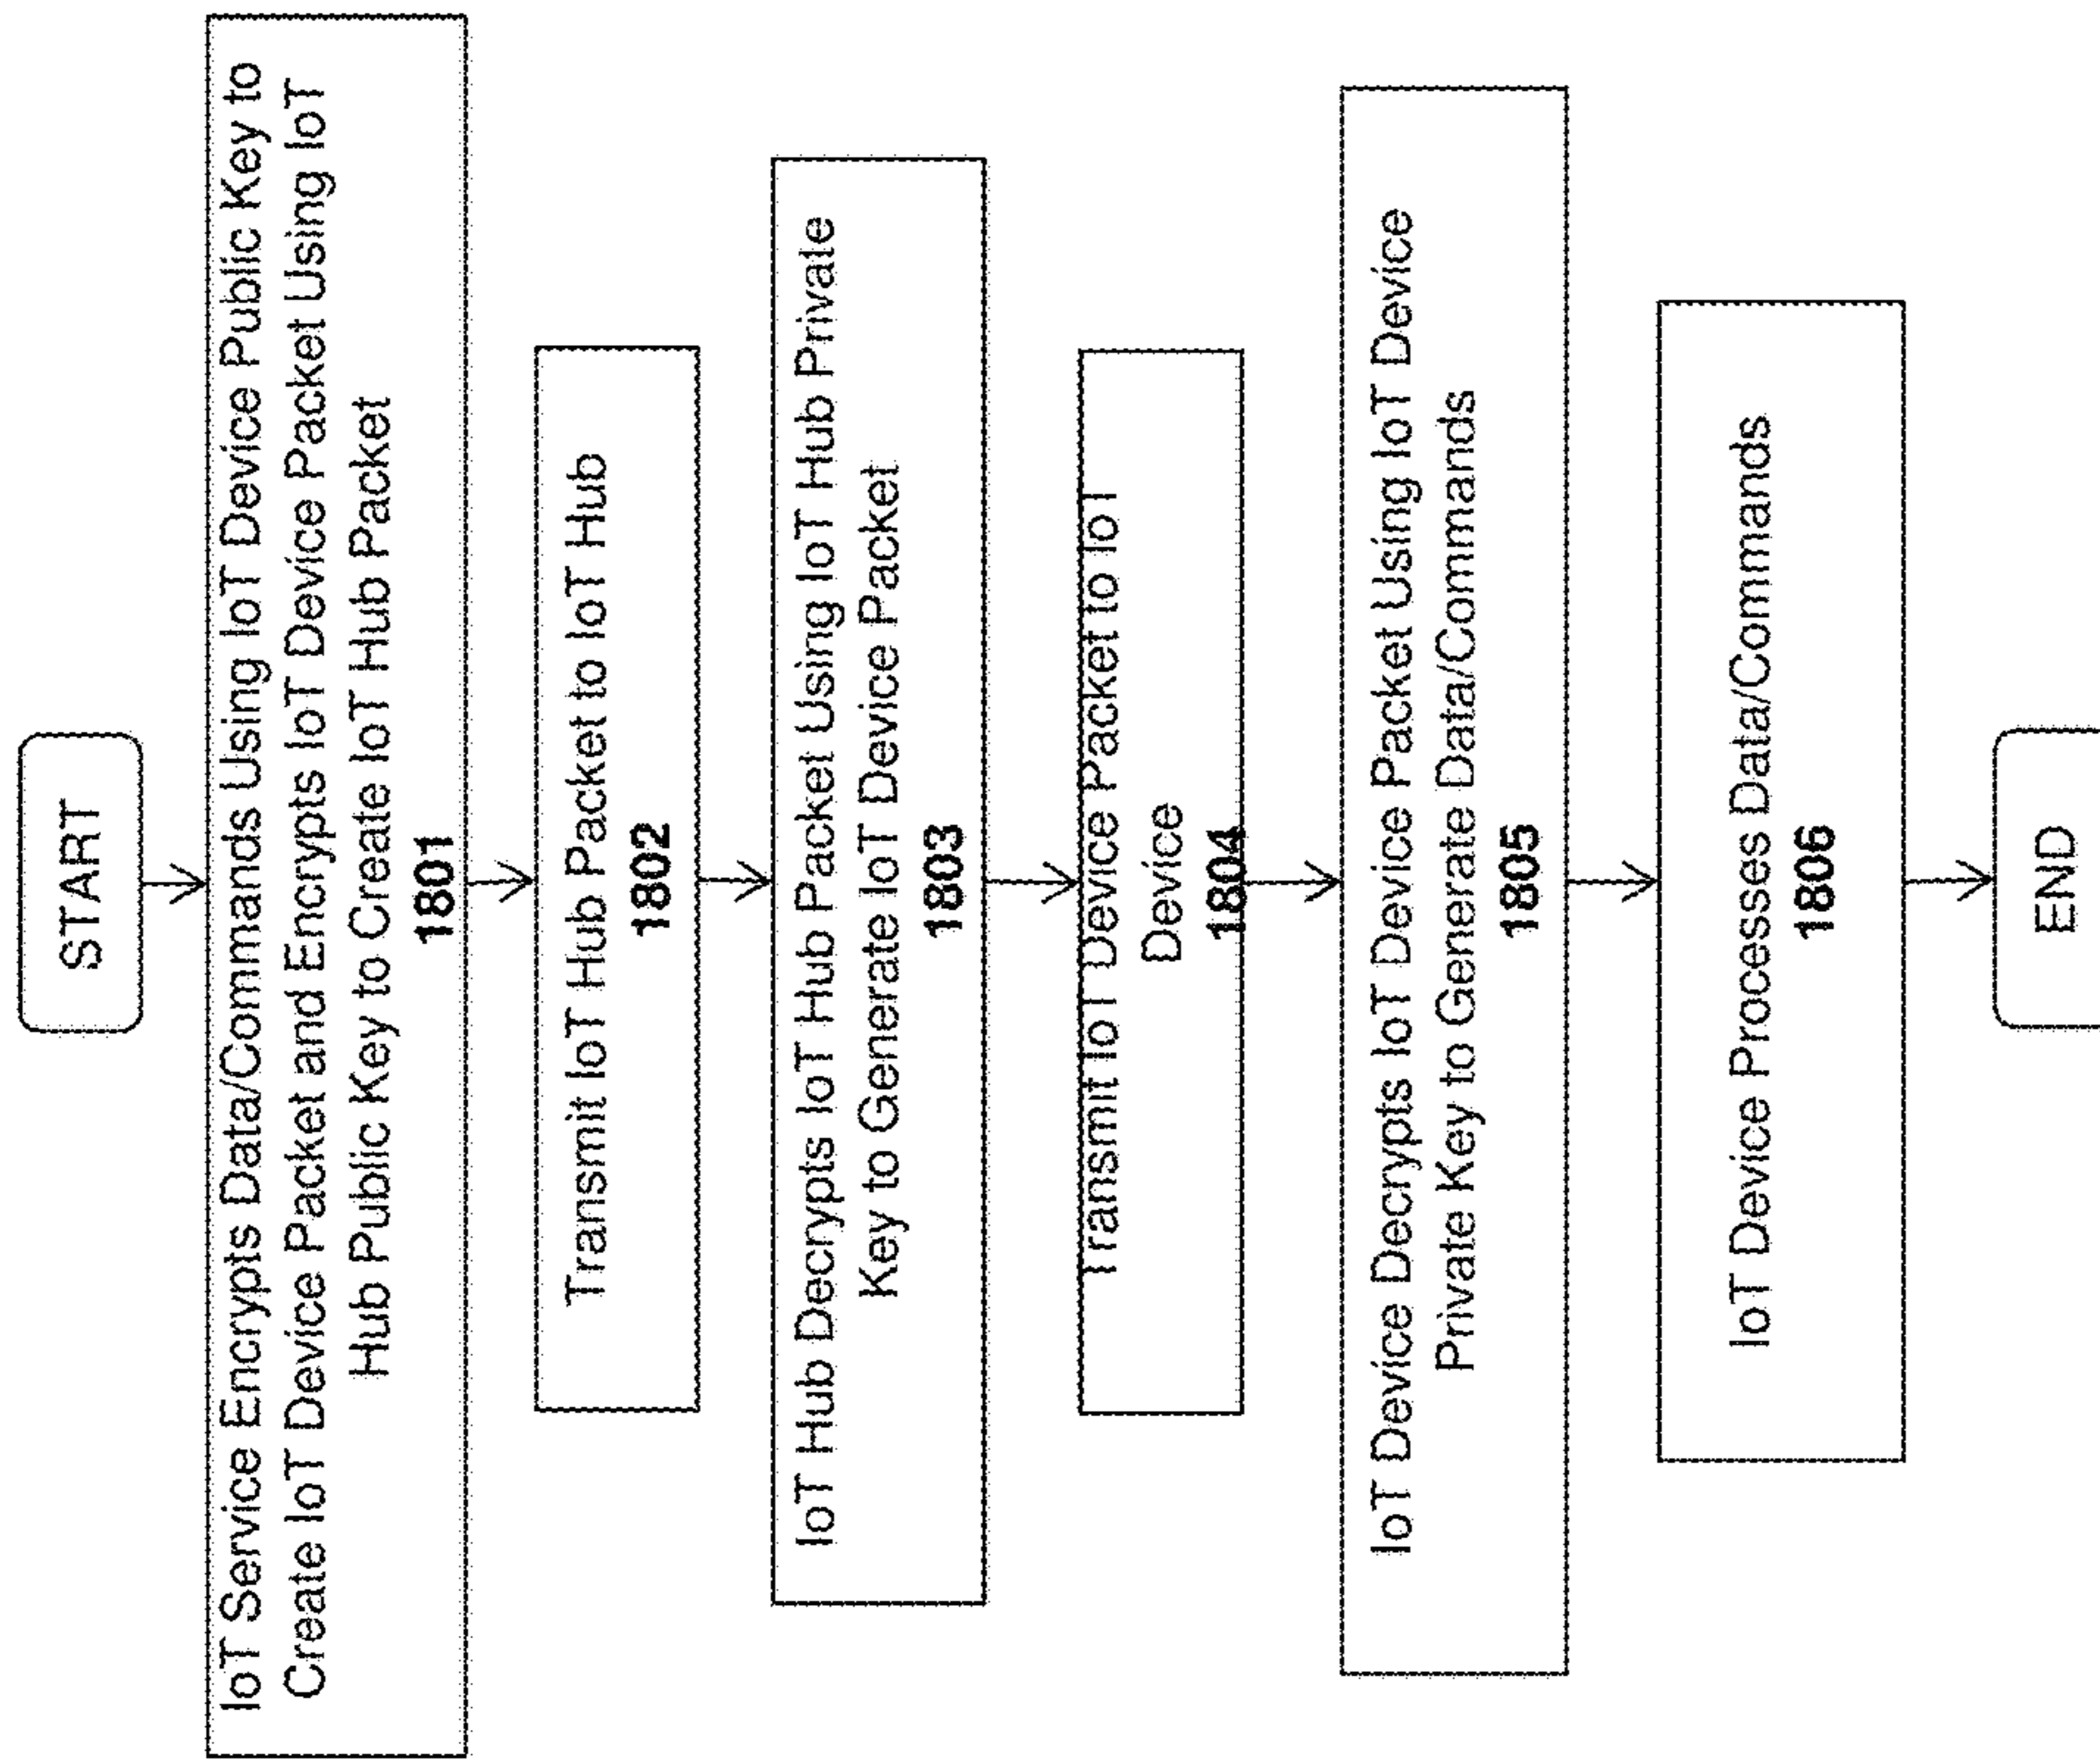 START
IoT Service Encrypts Data/Commands Using IoT Device Public Key to
Create IoT Device Packet and Encrypts IoT Device Packet Using IoT
Hub Public Key to Create IoT Hub Packet
1801
Transmit IoT Hub Packet to IoT Hub
1802
IoT Hub Decrypts IoT Hub Packet Using IoT Hub Private
Key to Generate IoT Device Packet
1803
Transmit IoT Device Packet to IoT
Device
1804
IoT Device Decrypts IoT Device Packet Using IoT Device
Private Key to Generate Data/Commands
1805
IoT Device Processes Data/Commands
1806
END